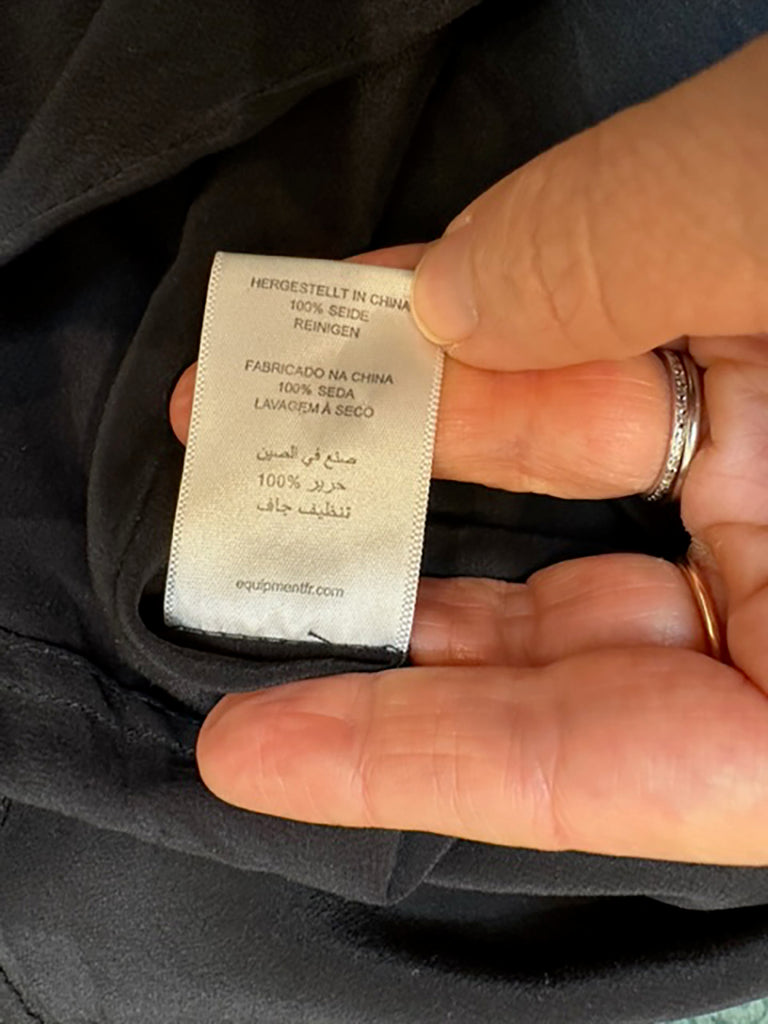 HERGESTELLT IN CHINA
100% SEIDE
REINIGEN
FABRICADO NA CHINA
100% SEDA
LAVAGEM À SECO
صنع في الصين
حرير %100
تنظيف جاف
equipmentfr.com